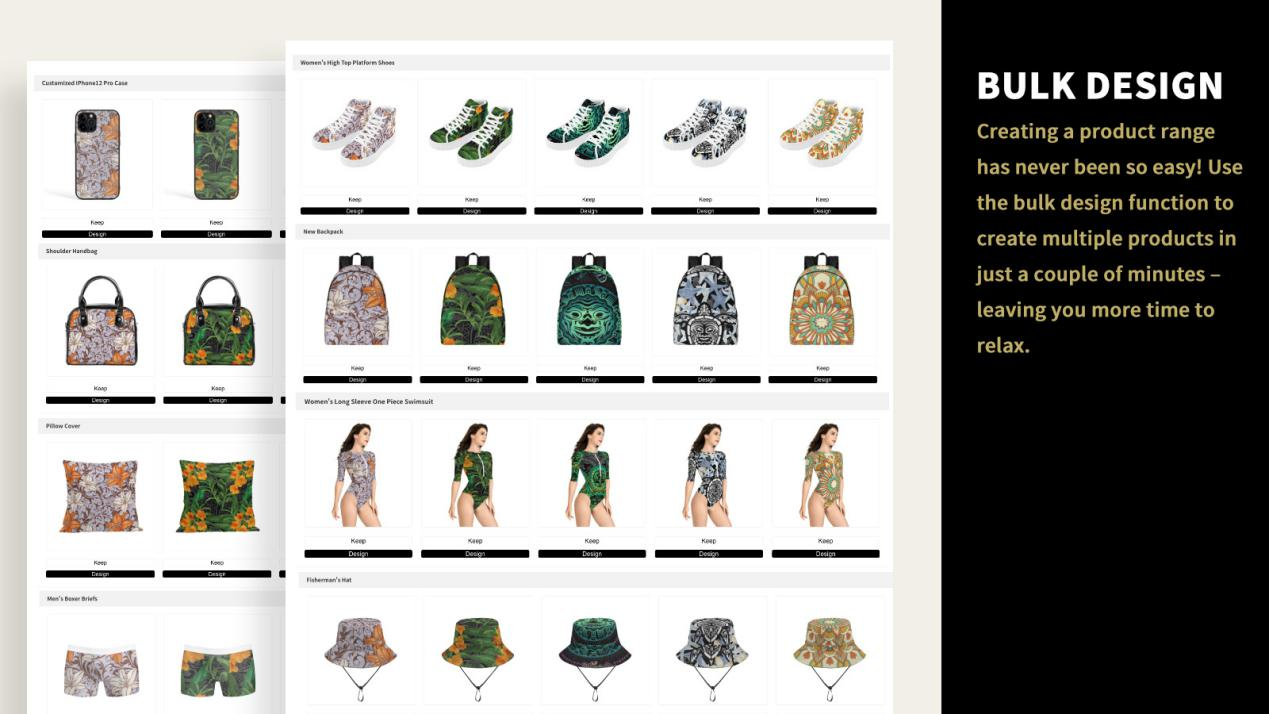 Customized IPhone12 Pro Case
Keep
Design
Keep
Design
Shoulder Handbag
Keep
Design
Keep
Design
Pillow Cover
Keep
Design
Keep
Design
Men's Boxer Briefs
Women's High Top Platform Shoes
Keep
Design
Keep
Design
Keep
Design
Keep
Design
Keep
Design
New Backpack
Keep
Design
Keep
Design
Keep
Design
Keep
Design
Keep
Design
Women's Long Sleeve One Piece Swimsuit
Keep
Design
Keep
Design
Keep
Design
Keep
Design
Keep
Design
Fisherman's Hat
BULK DESIGN
Creating a product range
has never been so easy! Use
the bulk design function to
create multiple products in
just a couple of minutes –
leaving you more time to
relax.